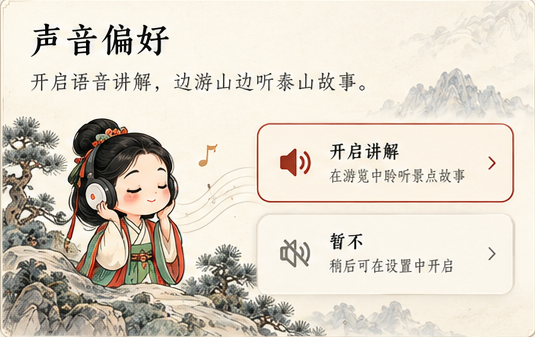 声音偏好
开启语音讲解，边游山边听泰山故事。
开启讲解
在游览中聆听景点故事
暂不
稍后可在设置中开启